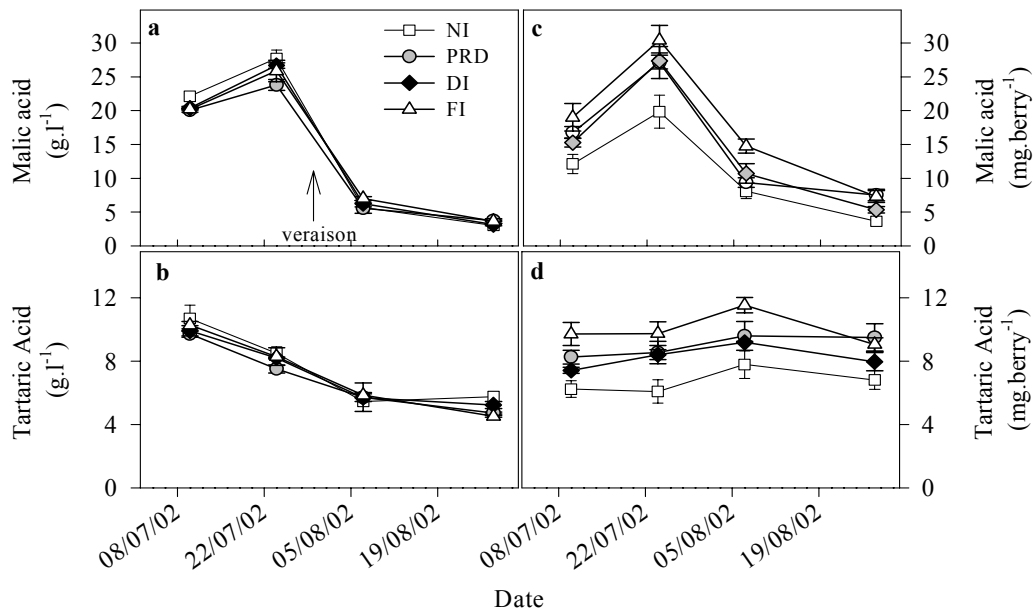 a
NI
PRD
DI
FI
c
30
25
20
15
10
5
0
Malic acid
(g.l⁻¹)
veraison
30
25
20
15
10
5
0
Malic acid
(mg.berry⁻¹)
b
d
12
8
4
0
Tartaric Acid
(g.l⁻¹)
12
8
4
0
Tartaric Acid
(mg.berry⁻¹)
08/07/02
22/07/02
05/08/02
19/08/02
08/07/02
22/07/02
05/08/02
19/08/02
Date